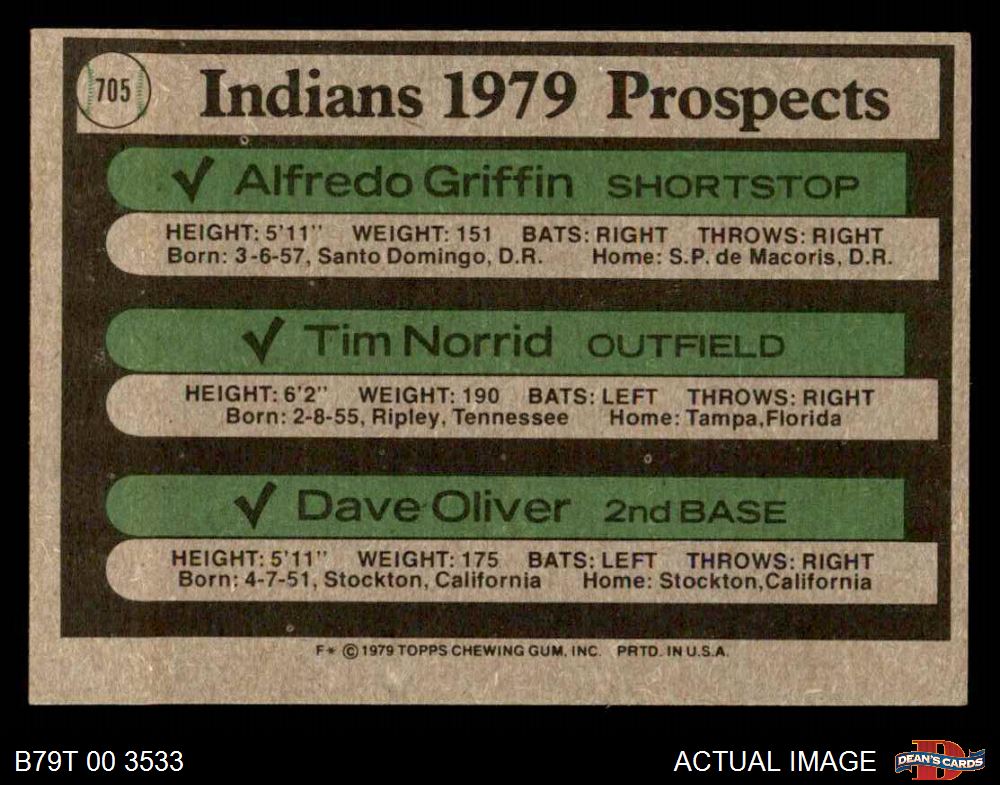 705
Indians 1979 Prospects
✓ Alfredo Griffin SHORTSTOP
HEIGHT: 5'11" WEIGHT: 151 BATS: RIGHT THROWS: RIGHT
Born: 3-6-57, Santo Domingo, D.R. Home: S.P. de Macoris, D.R.
✓ Tim Norrid OUTFIELD
HEIGHT: 6'2" WEIGHT: 190 BATS: LEFT THROWS: RIGHT
Born: 2-8-55, Ripley, Tennessee Home: Tampa,Florida
✓ Dave Oliver 2nd BASE
HEIGHT: 5'11" WEIGHT: 175 BATS: LEFT THROWS: RIGHT
Born: 4-7-51, Stockton, California Home: Stockton,California
F* © 1979 TOPPS CHEWING GUM, INC. PRTD. IN U.S.A.
B79T 00 3533 ACTUAL IMAGE D DEAN'S CARDS